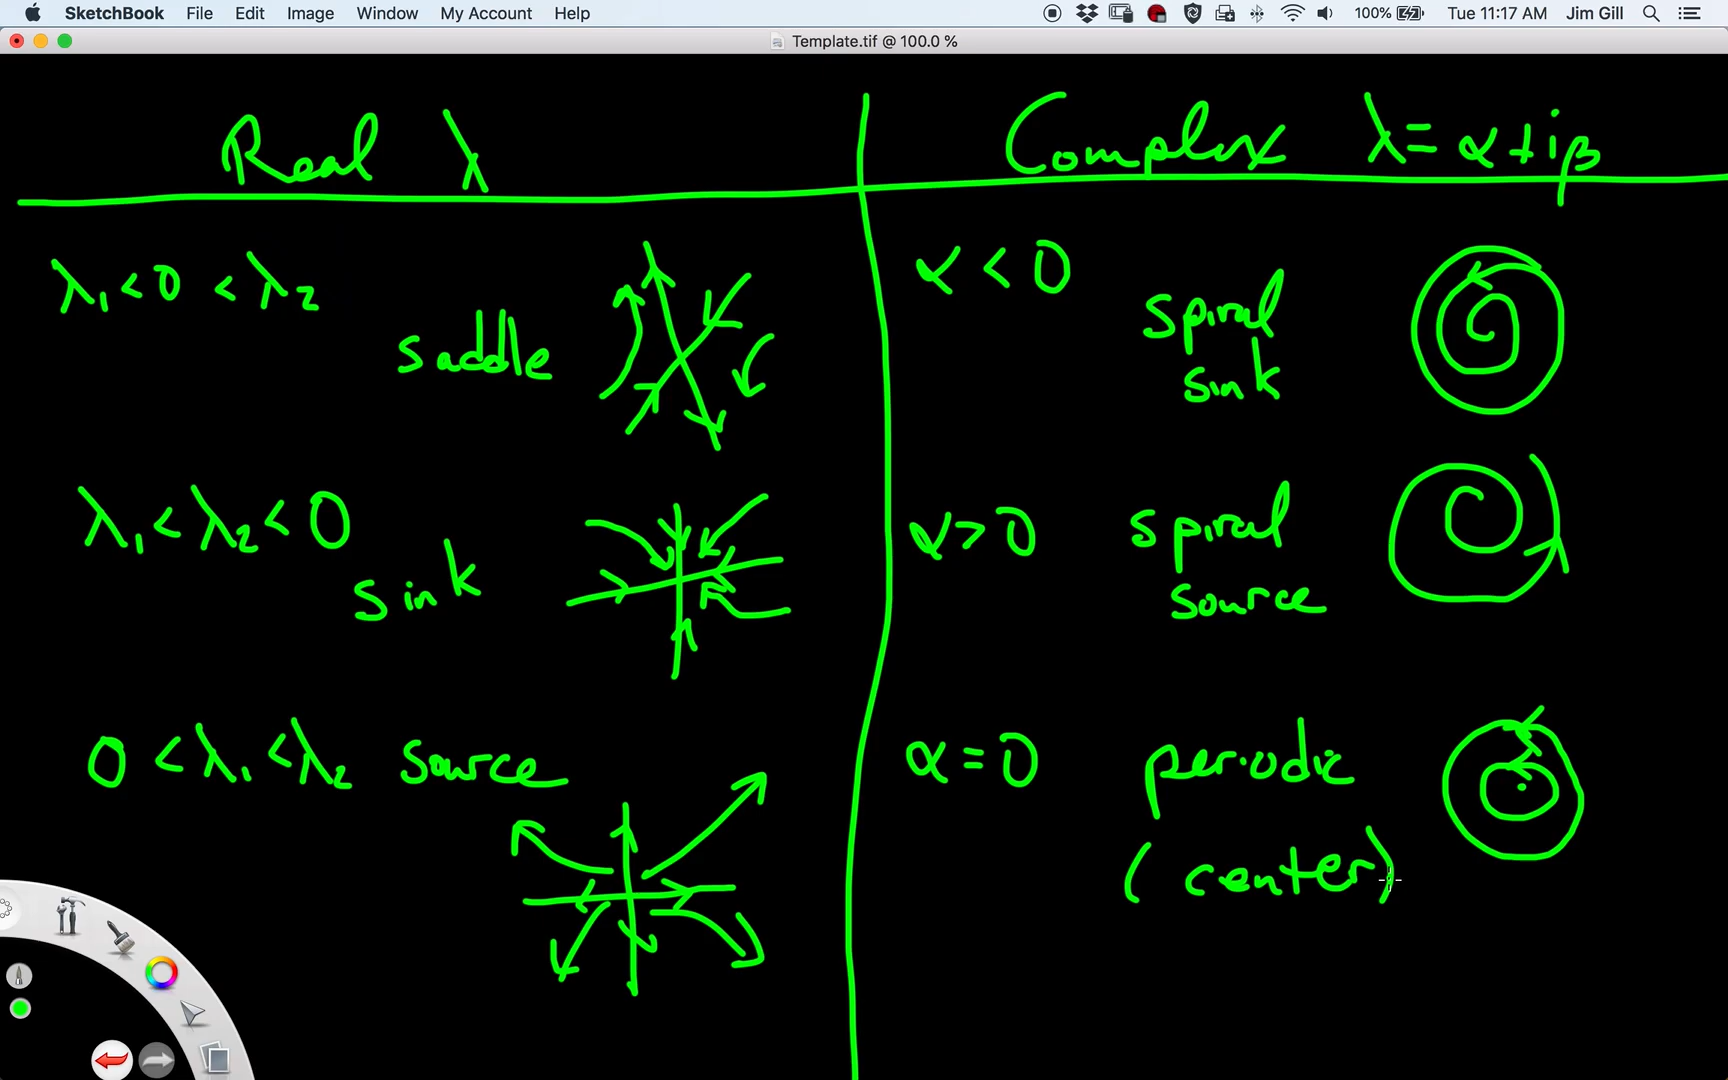 SketchBook File Edit Image Window My Account Help 100% Tue 11:17 AM Jim Gill
Template.tif @ 100.0 %
Real λ
λ₁ < 0 < λ₂
saddle
λ₁ < λ₂ < 0
sink
0 < λ₁ < λ₂ source
Complex λ = α + iβ
α < 0
spiral
sink
α > 0
spiral
source
α = 0 periodic
(center)